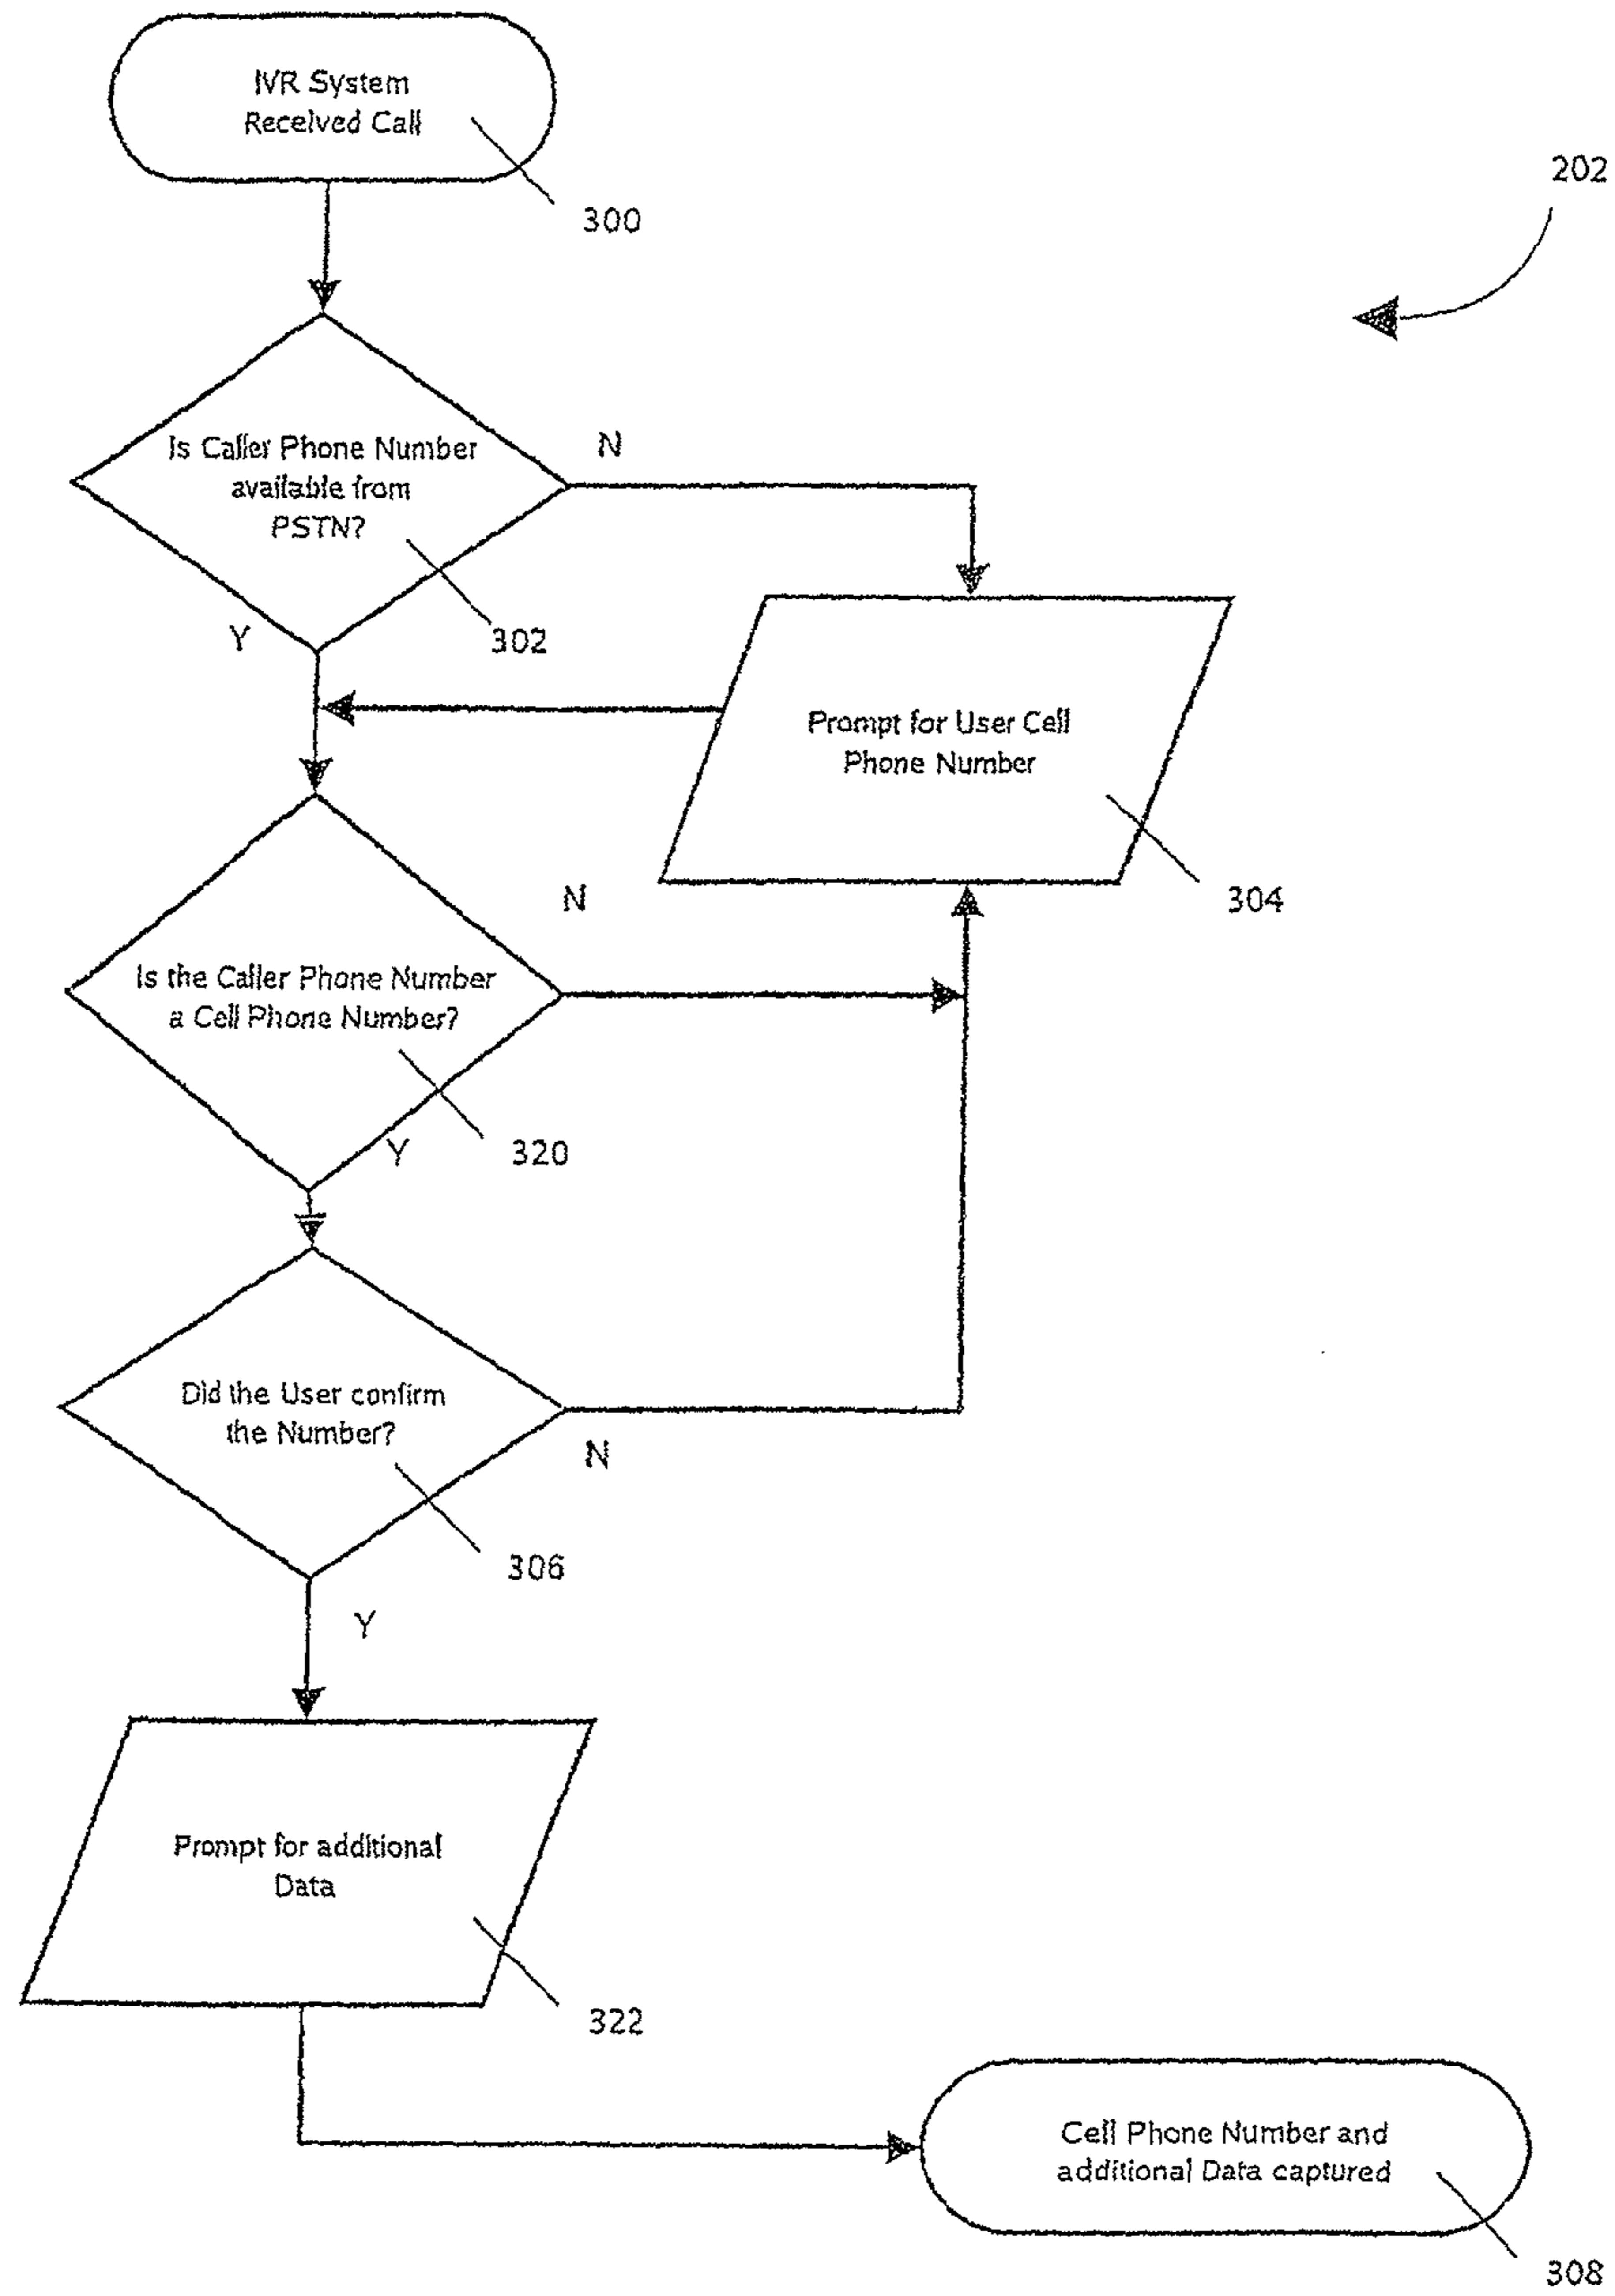 IVR System
Received Call
300
202
Is Caller Phone Number
available from
PSTN?
N
302
Y
Prompt for User Cell
Phone Number
304
N
Is the Caller Phone Number
a Cell Phone Number?
320
Y
Did the User confirm
the Number?
N
306
Y
Prompt for additional
Data
322
Cell Phone Number and
additional Data captured
308